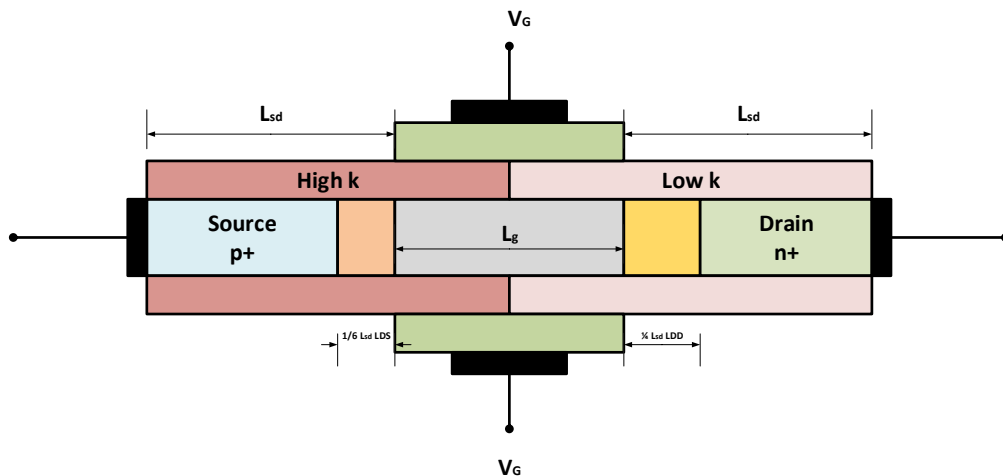 VG
Lsd
Lsd
High k
Low k
Source
p+
Lg
Drain
n+
1/6 Lsd LDS
¼ Lsd LDD
VG